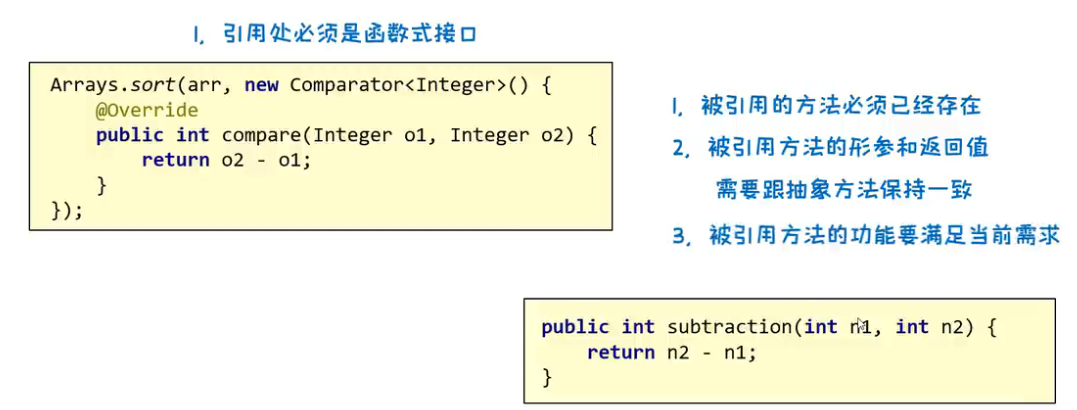 1, 引用处必须是函数式接口
Arrays.sort(arr, new Comparator<Integer>() {
    @Override
    public int compare(Integer o1, Integer o2) {
        return o2 - o1;
    }
});
1, 被引用的方法必须已经存在
2, 被引用方法的形参和返回值
需要跟抽象方法保持一致
3, 被引用方法的功能要满足当前需求
public int subtraction(int n1, int n2) {
    return n2 - n1;
}